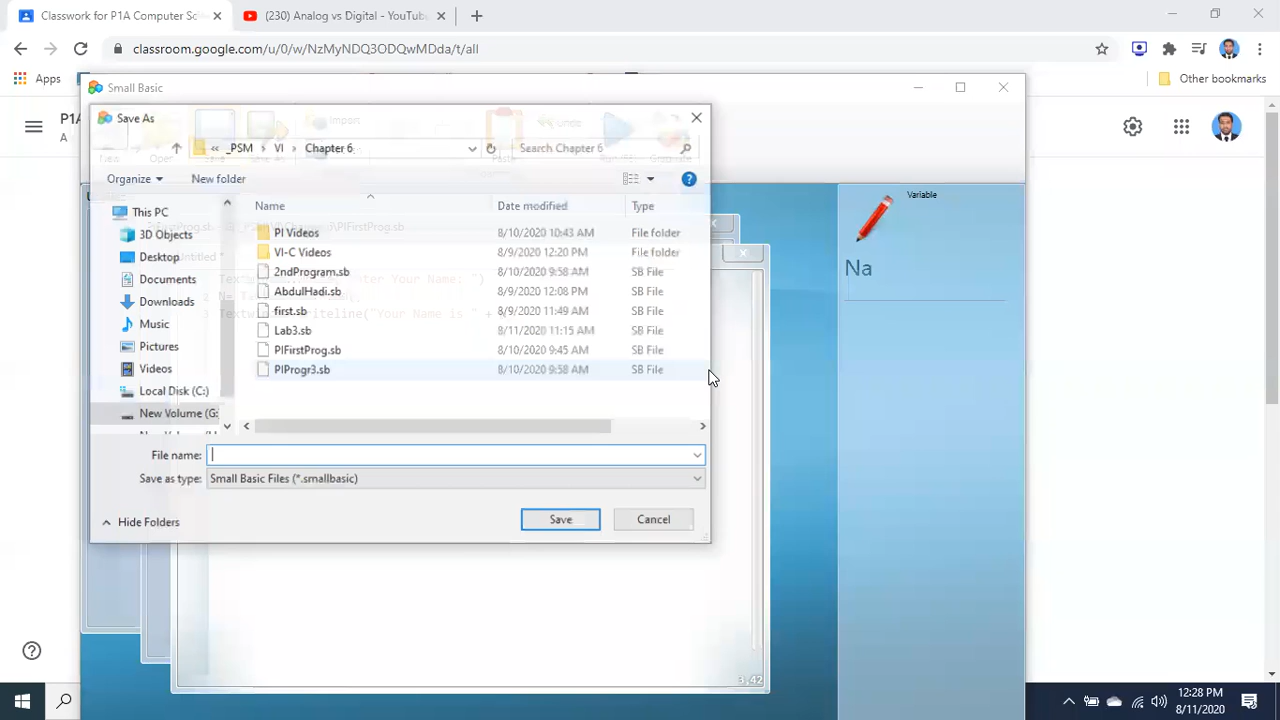 Classwork for P1A Computer Sc
(230) Analog vs Digital - YouTube
classroom.google.com/u/0/w/NzMyNDQ3ODQwMDda/t/all
Apps
Other bookmarks
Small Basic
P1A
A
Save As
Import
Undo
New
Open
Paste
« _PSM > VI > Chapter 6
Search Chapter 6
Organize
New folder
Name
Date modified
Type
This PC
3D Objects
Desktop
Documents
Downloads
Music
Pictures
Videos
Local Disk (C:)
New Volume (G:
PI Videos 8/10/2020 10:43 AM File folder
VI-C Videos 8/9/2020 12:20 PM File folder
2ndProgram.sb 8/10/2020 9:58 AM SB File
AbdulHadi.sb 8/9/2020 12:08 PM SB File
first.sb 8/9/2020 11:49 AM SB File
Lab3.sb 8/11/2020 11:15 AM SB File
PIFirstProg.sb 8/10/2020 9:45 AM SB File
PIProgr3.sb 8/10/2020 9:58 AM SB File
File name:
Save as type: Small Basic Files (*.smallbasic)
Hide Folders
Save
Cancel
Variable
Na
3,42
12:28 PM
8/11/2020